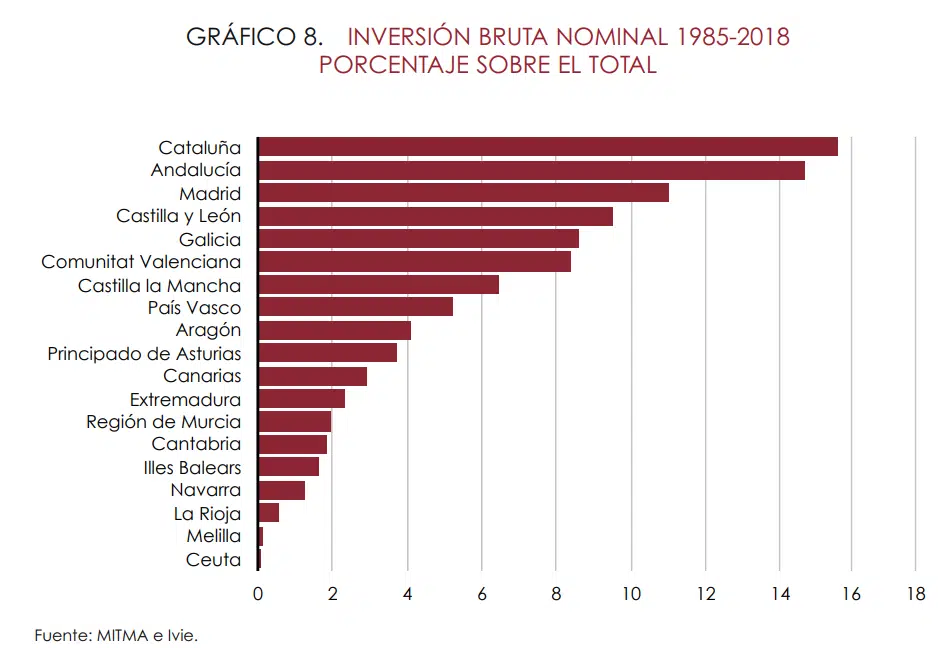 GRÁFICO 8. INVERSIÓN BRUTA NOMINAL 1985-2018
PORCENTAJE SOBRE EL TOTAL
Cataluña
Andalucía
Madrid
Castilla y León
Galicia
Comunitat Valenciana
Castilla la Mancha
País Vasco
Aragón
Principado de Asturias
Canarias
Extremadura
Región de Murcia
Cantabria
Illes Balears
Navarra
La Rioja
Melilla
Ceuta
0 2 4 6 8 10 12 14 16 18
Fuente: MITMA e Ivie.